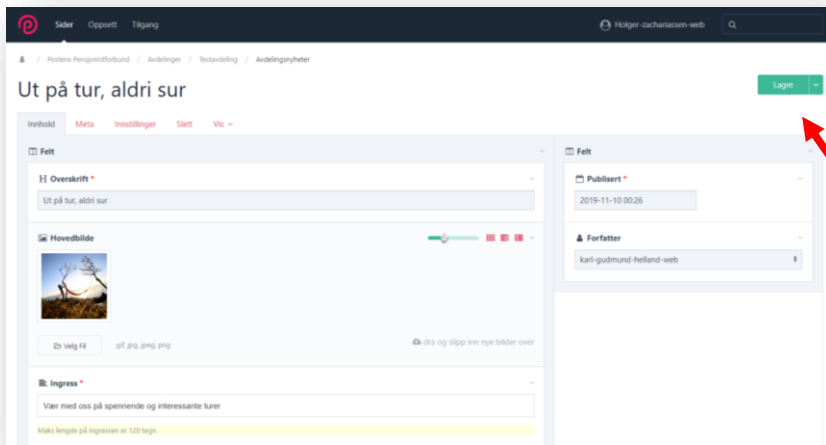 Sider Oppsett Tilgang Holger-zachariassen-web
/ Postens Pensjonistforbund / Avdelinger / Testavdeling / Avdelingsnyheter
Ut på tur, aldri sur
Lagre
Innhold Meta Innstillinger Slett Vis
Felt
Overskrift *
Ut på tur, aldri sur
Hovedbilde
Velg Fil gif, jpg, jpeg, png
dra og slipp inn nye bilder over
Ingress *
Vær med oss på spennende og interessante turer
Maks lengde på ingressen er 120 tegn.
Felt
Publisert *
2019-11-10 00:26
Forfatter
karl-gudmund-helland-web